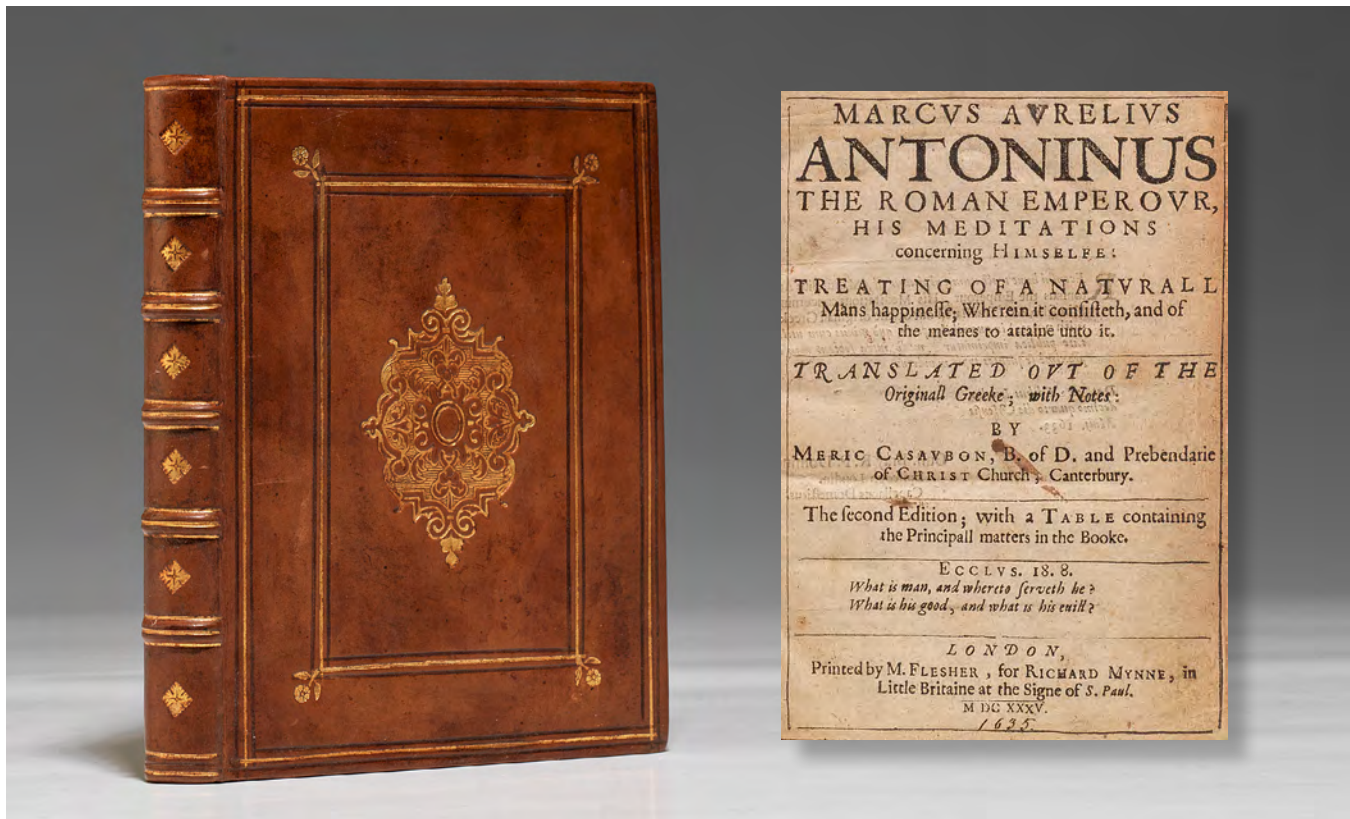 MARCVS AVRELIVS
ANTONINUS
THE ROMAN EMPEROVR,
HIS MEDITATIONS
concerning HIMSELFE:
TREATING OF A NATVRALL
Mans happineſſe; Wherein it conſiſteth, and of
the meanes to attaine unto it.
TRANSLATED OVT OF THE
Originall Greeke; with Notes:
BY
MERIC CASAVBON, B. of D. and Prebendarie
of CHRIST Church, Canterbury.
The ſecond Edition; with a TABLE containing
the Principall matters in the Booke.
ECCLVS. 18. 8.
What is man, and whereto ſerveth he?
What is his good, and what is his evill?
LONDON,
Printed by M. FLESHER, for RICHARD MYNNE, in
Little Britaine at the Signe of S. Paul.
M DC XXXV.
1635.